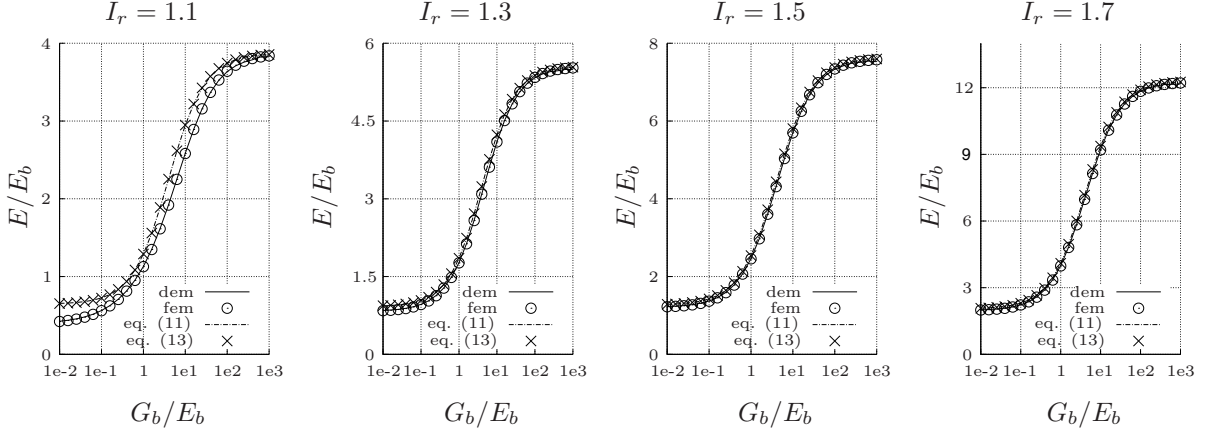 I_r = 1.1
E/E_b
4
3
2
1
0
dem
fem
eq. (11)
eq. (13)
1e-2 1e-1 1 1e1 1e2 1e3
G_b/E_b
I_r = 1.3
E/E_b
6
4.5
3
1.5
0
dem
fem
eq. (11)
eq. (13)
1e-2 1e-1 1 1e1 1e2 1e3
G_b/E_b
I_r = 1.5
E/E_b
8
6
4
2
0
dem
fem
eq. (11)
eq. (13)
1e-2 1e-1 1 1e1 1e2 1e3
G_b/E_b
I_r = 1.7
E/E_b
12
9
6
3
0
dem
fem
eq. (11)
eq. (13)
1e-2 1e-1 1 1e1 1e2 1e3
G_b/E_b